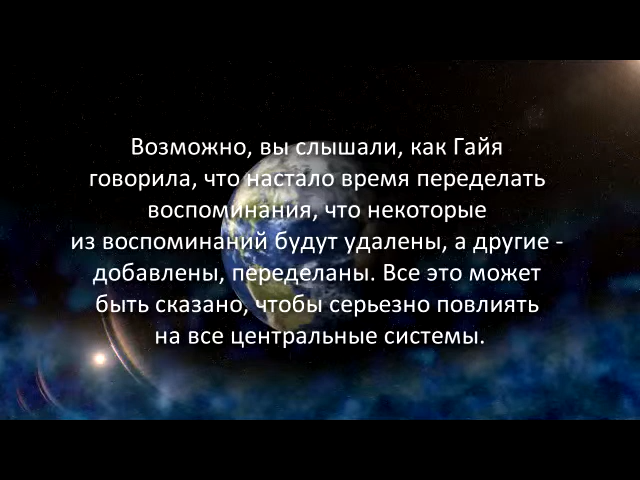 Возможно, вы слышали, как Гайя
говорила, что настало время переделать
воспоминания, что некоторые
из воспоминаний будут удалены, а другие -
добавлены, переделаны. Все это может
быть сказано, чтобы серьезно повлиять
на все центральные системы.